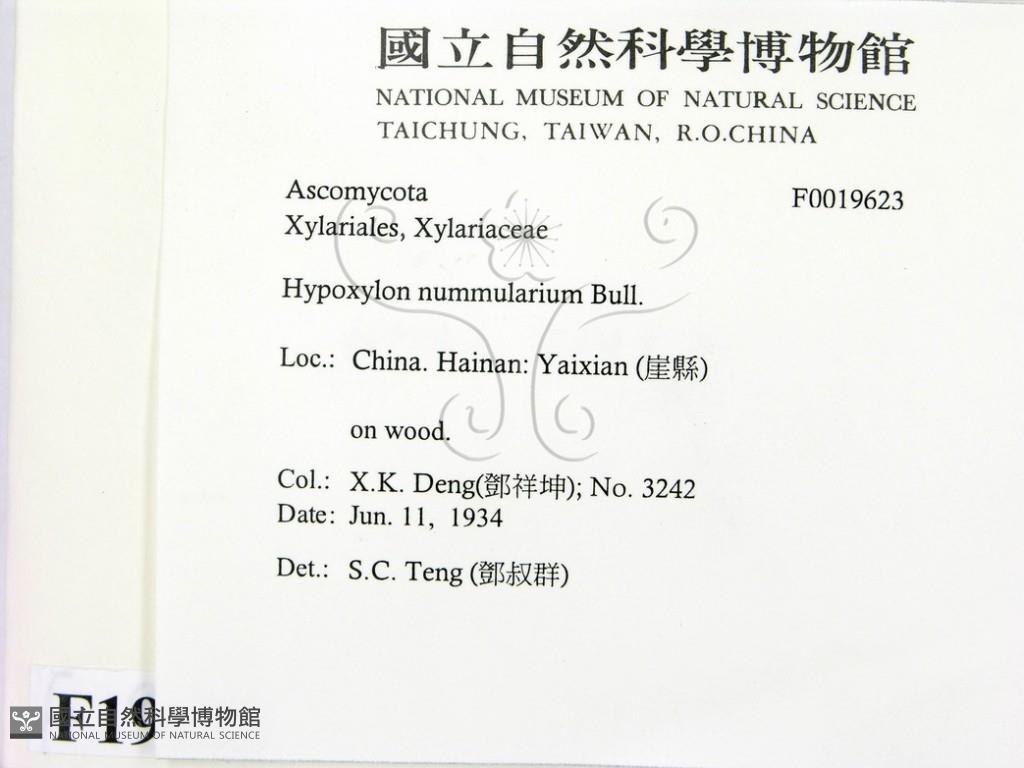 國立自然科學博物館
NATIONAL MUSEUM OF NATURAL SCIENCE
TAICHUNG, TAIWAN, R.O.CHINA
Ascomycota F0019623
Xylariales, Xylariaceae
Hypoxylon nummularium Bull.
Loc.: China. Hainan: Yaixian (崖縣)
on wood.
Col.: X.K. Deng(鄧祥坤); No. 3242
Date: Jun. 11, 1934
Det.: S.C. Teng (鄧叔群)
F19
國立自然科學博物館
NATIONAL MUSEUM OF NATURAL SCIENCE